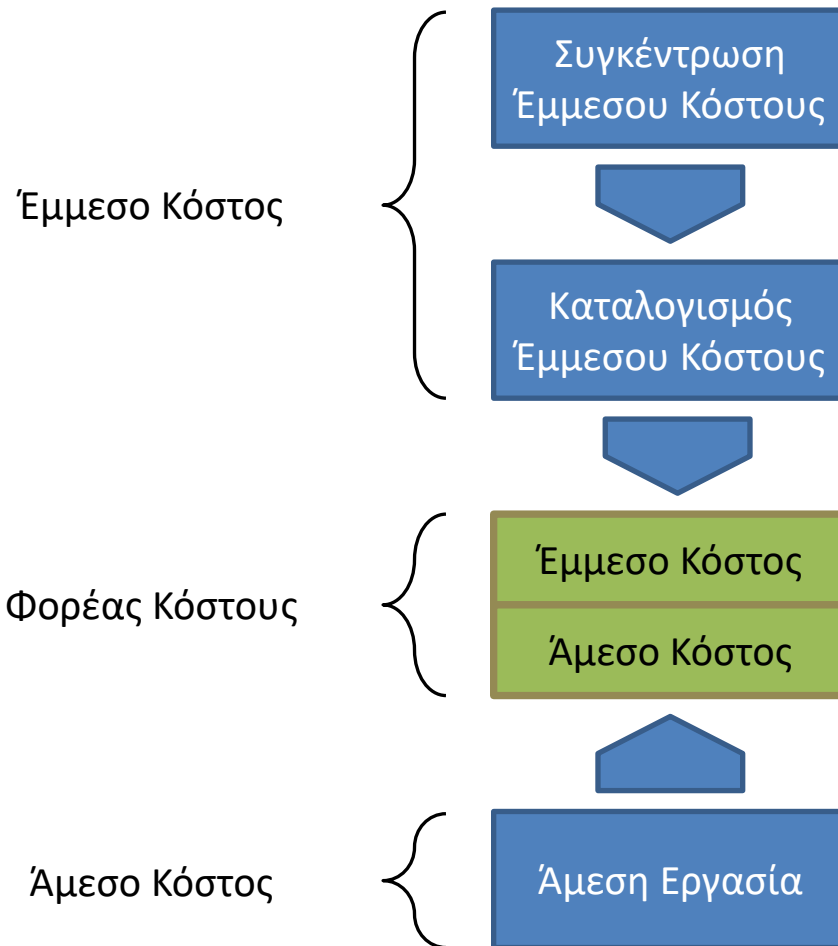 Συγκέντρωση
Έμμεσου Κόστους
Έμμεσο Κόστος
Καταλογισμός
Έμμεσου Κόστους
Έμμεσο Κόστος
Φορέας Κόστους
Άμεσο Κόστος
Άμεσο Κόστος
Άμεση Εργασία